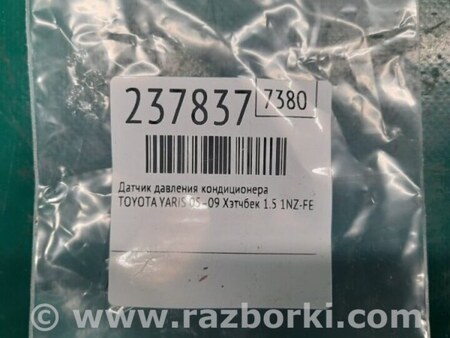 237837 7380
Датчик давления кондиционера
TOYOTA YARIS 05-09 Хэтчбек 1.5 1NZ-FE
www.razborki.com